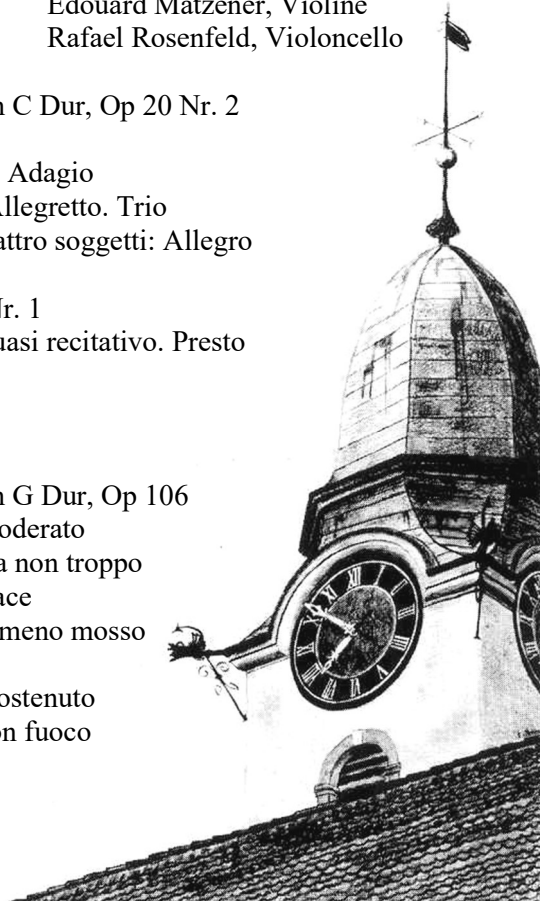 Edouard Mätzener, Violine
Rafael Rosenfeld, Violoncello
C Dur, Op 20 Nr. 2
Adagio
Allegretto. Trio
attro soggetti: Allegro
Nr. 1
uasi recitativo. Presto
G Dur, Op 106
oderato
a non troppo
ace
meno mosso
ostenuto
on fuoco